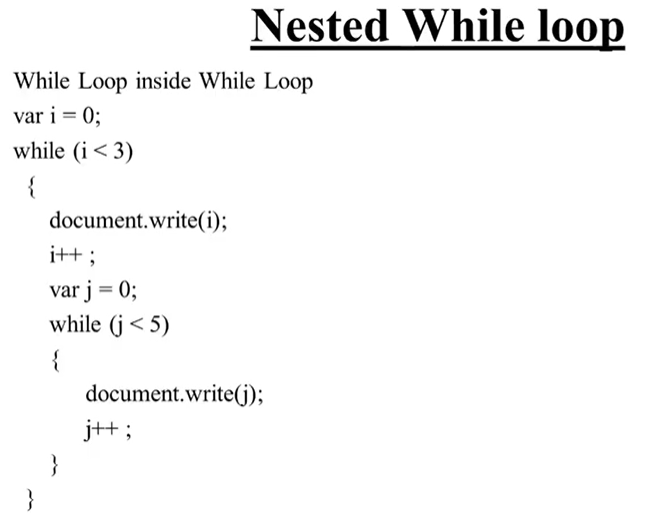 Nested While loop
While Loop inside While Loop
var i = 0;
while (i < 3)
{
document.write(i);
i++ ;
var j = 0;
while (j < 5)
{
document.write(j);
j++ ;
}
}